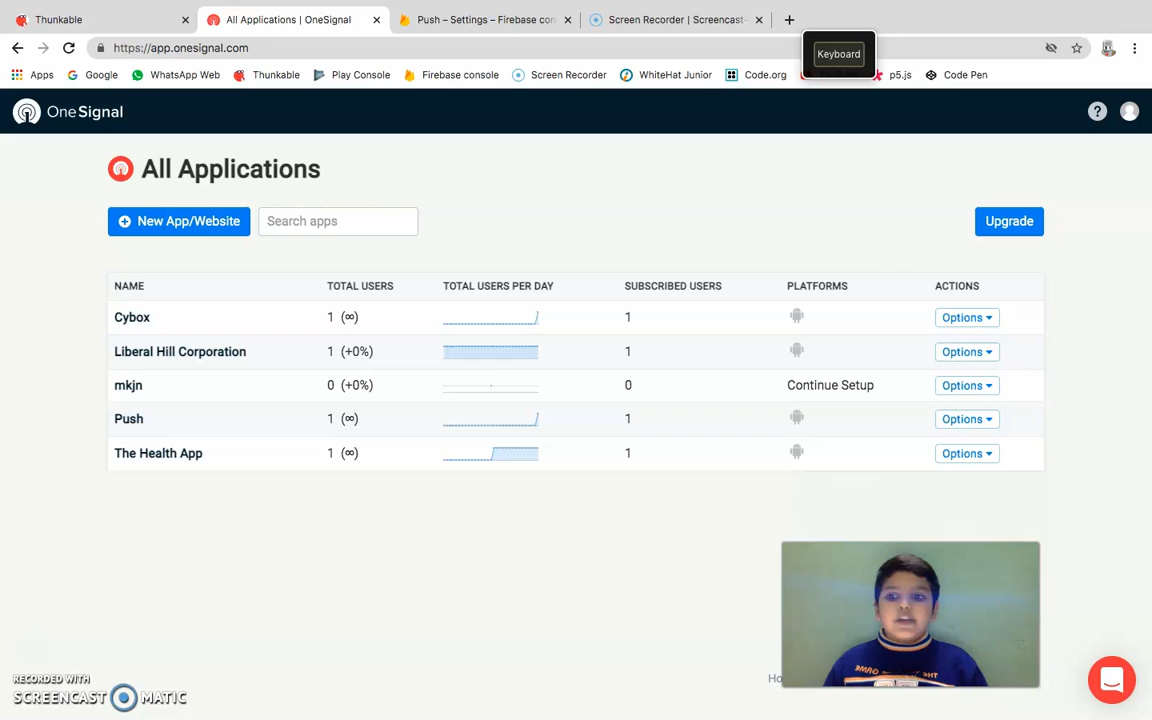 Thunkable
All Applications | OneSignal
Push – Settings – Firebase con
Screen Recorder | Screencast-
https://app.onesignal.com
Keyboard
Apps
Google
WhatsApp Web
Thunkable
Play Console
Firebase console
Screen Recorder
WhiteHat Junior
Code.org
p5.js
Code Pen
OneSignal
All Applications
New App/Website
Search apps
Upgrade
NAME TOTAL USERS TOTAL USERS PER DAY SUBSCRIBED USERS PLATFORMS ACTIONS
Cybox 1 (∞) 1 Options
Liberal Hill Corporation 1 (+0%) 1 Options
mkjn 0 (+0%) 0 Continue Setup Options
Push 1 (∞) 1 Options
The Health App 1 (∞) 1 Options
Ho
RECORDED WITH
SCREENCAST MATIC